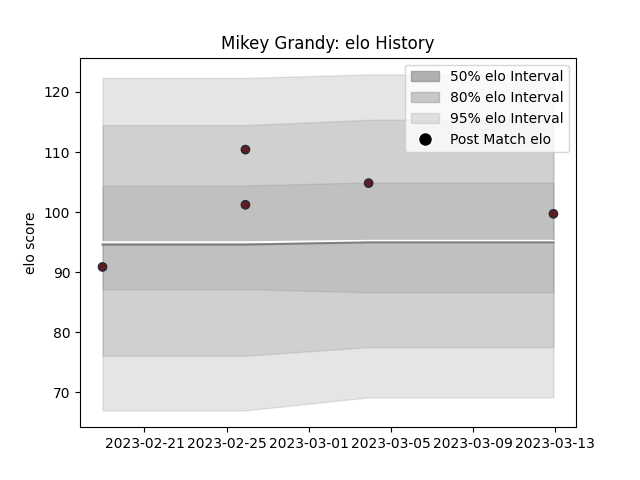 Mikey Grandy: elo History
50% elo Interval
80% elo Interval
95% elo Interval
Post Match elo
elo score
120
110
100
90
80
70
2023-02-21 2023-02-25 2023-03-01 2023-03-05 2023-03-09 2023-03-13